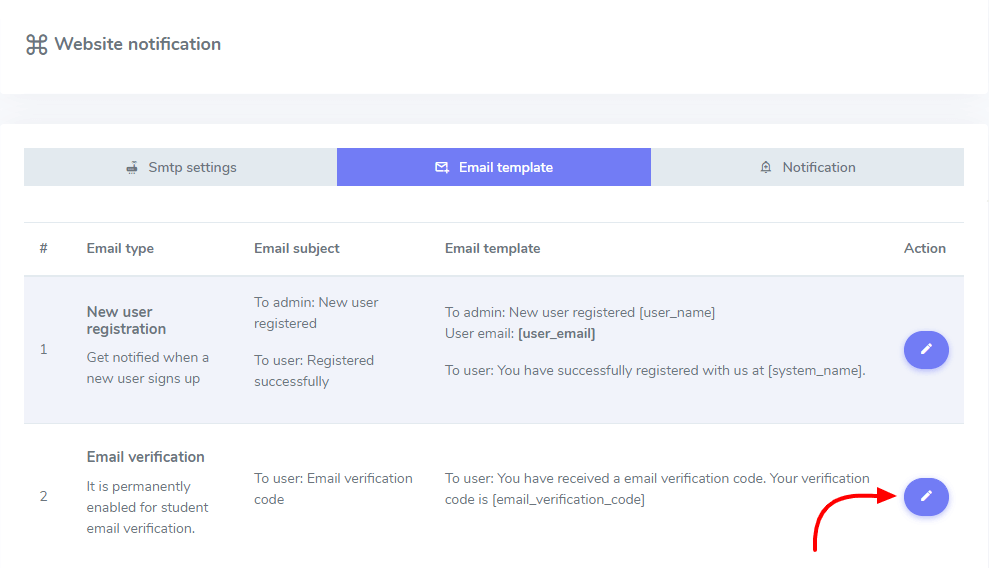 Website notification
Smtp settings
Email template
Notification
# Email type Email subject Email template Action
1
New user
registration
Get notified when a
new user signs up
To admin: New user
registered
To user: Registered
successfully
To admin: New user registered [user_name]
User email: [user_email]
To user: You have successfully registered with us at [system_name].
2
Email verification
It is permanently
enabled for student
email verification.
To user: Email verification
code
To user: You have received a email verification code. Your verification
code is [email_verification_code]